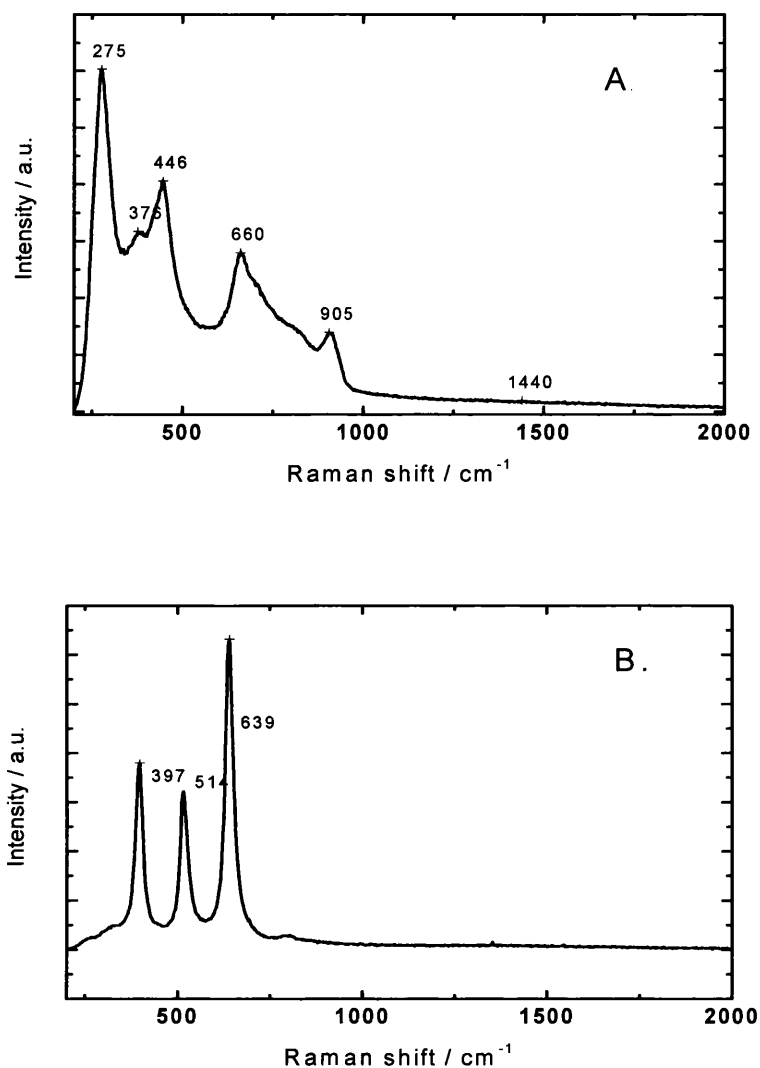 275
A.
446
376
660
905
1440
Intensity / a.u.
500 1000 1500 2000
Raman shift / cm-1
B.
639
397 514
Intensity / a.u.
500 1000 1500 2000
Raman shift / cm-1